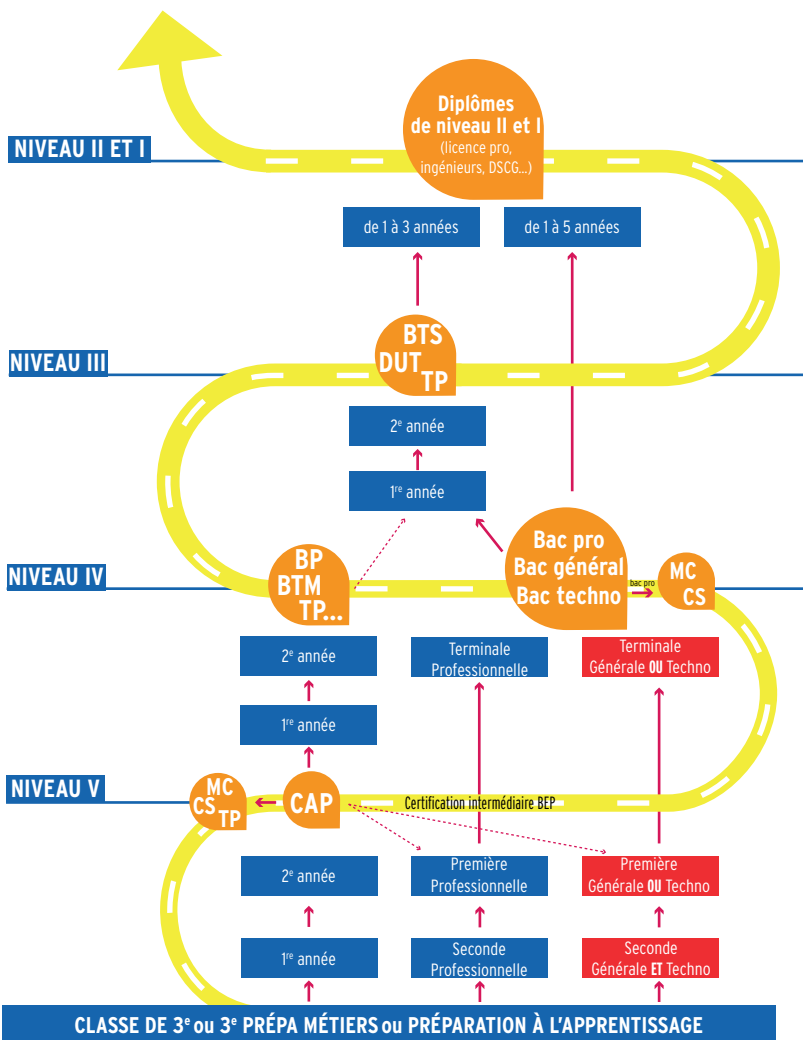 Diplômes
de niveau II et I
(licence pro,
ingénieurs, DSCG...)
NIVEAU II ET I
de 1 à 3 années
de 1 à 5 années
BTS
DUT
TP
NIVEAU III
2e année
1re année
Bac pro
Bac général
Bac techno
BP
BTM
TP...
bac pro
MC
CS
NIVEAU IV
2e année
Terminale
Professionnelle
Terminale
Générale OU Techno
1re année
NIVEAU V
MC
CS
TP
CAP
Certification intermédiaire BEP
2e année
Première
Professionnelle
Première
Générale OU Techno
1re année
Seconde
Professionnelle
Seconde
Générale ET Techno
CLASSE DE 3e ou 3e PRÉPA MÉTIERS ou PRÉPARATION À L'APPRENTISSAGE